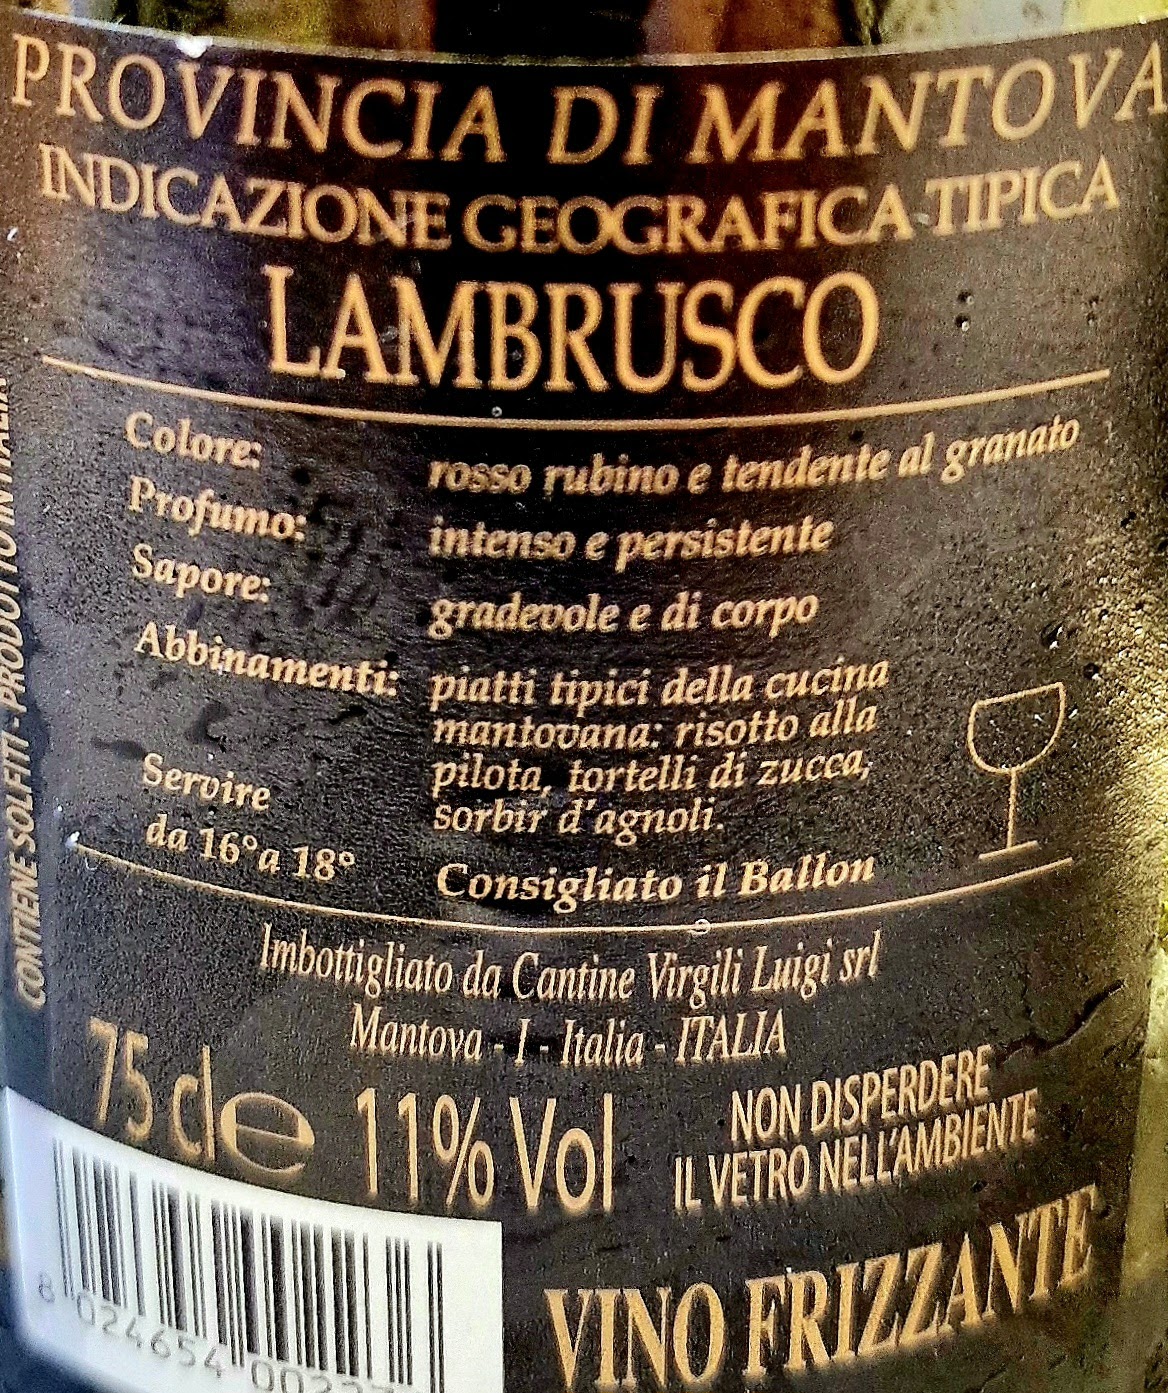 PROVINCIA DI MANTOVA
INDICAZIONE GEOGRAFICA TIPICA
LAMBRUSCO
Colore: rosso rubino e tendente al granato
Profumo: intenso e persistente
Sapore: gradevole e di corpo
Abbinamenti: piatti tipici della cucina
mantovana: risotto alla
pilota, tortelli di zucca,
sorbir d'agnoli.
Servire
da 16° a 18° Consigliato il Ballon
Imbottigliato da Cantine Virgili Luigi srl
Mantova - I - Italia - ITALIA
75 cl e 11% Vol
NON DISPERDERE
IL VETRO NELL'AMBIENTE
VINO FRIZZANTE
CONTIENE SOLFITI - PRODOTTO IN ITALIA
8 024654